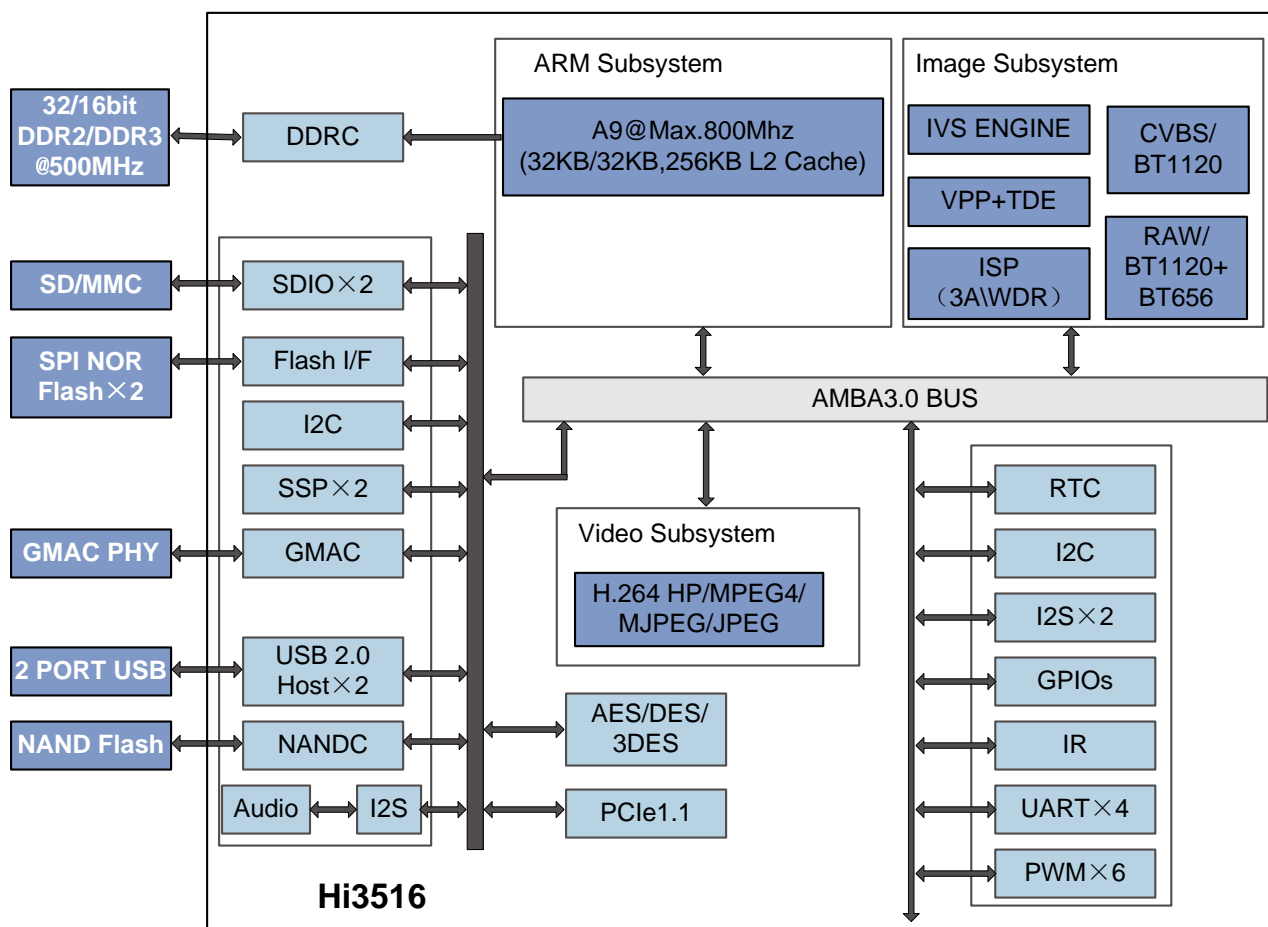 32/16bit
DDR2/DDR3
@500MHz
DDRC
ARM Subsystem
A9@Max.800Mhz
(32KB/32KB,256KB L2 Cache)
Image Subsystem
IVS ENGINE
VPP+TDE
ISP
（3A\WDR）
CVBS/
BT1120
RAW/
BT1120+
BT656
SD/MMC
SDIO×2
SPI NOR
Flash×2
Flash I/F
I2C
SSP×2
GMAC PHY
GMAC
2 PORT USB
USB 2.0
Host×2
NAND Flash
NANDC
Audio
I2S
AMBA3.0 BUS
Video Subsystem
H.264 HP/MPEG4/
MJPEG/JPEG
AES/DES/
3DES
PCIe1.1
RTC
I2C
I2S×2
GPIOs
IR
UART×4
PWM×6
Hi3516